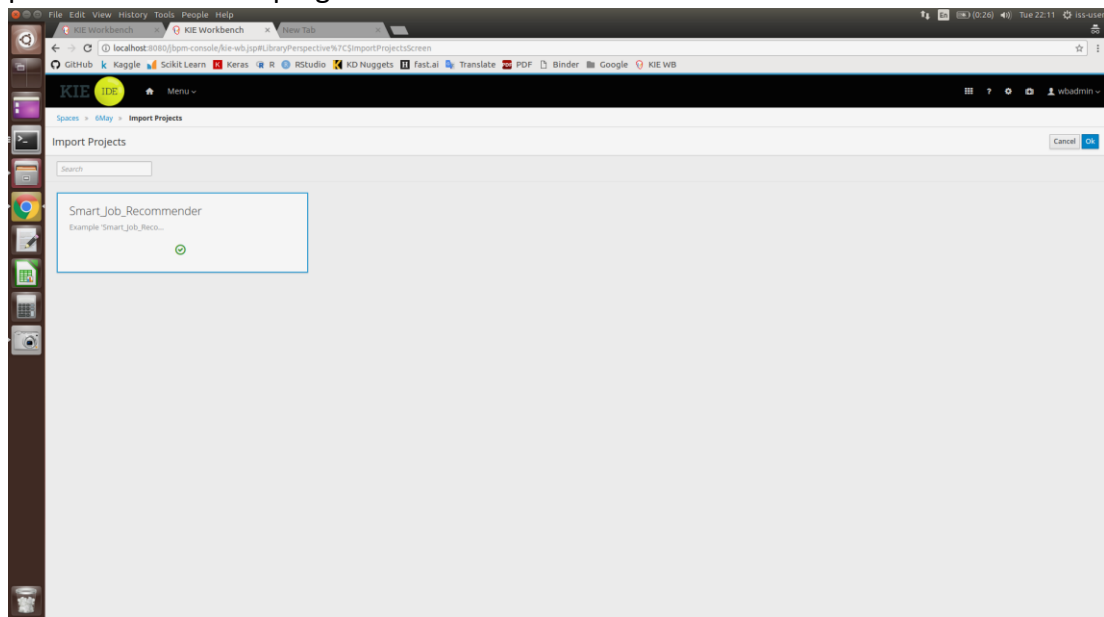 File Edit View History Tools People Help
En (0:26) Tue 22:11 iss-user
KIE Workbench × KIE Workbench × New Tab ×
localhost:8080/jbpm-console/kie-wb.jsp#LibraryPerspective%7C$ImportProjectsScreen
GitHub Kaggle Scikit Learn Keras R RStudio KD Nuggets fast.ai Translate PDF Binder Google KIE WB
KIE IDE Menu ? wbadmin
Spaces » 6May » Import Projects
Import Projects Cancel Ok
Search
Smart_Job_Recommender
Example 'Smart_Job_Reco...